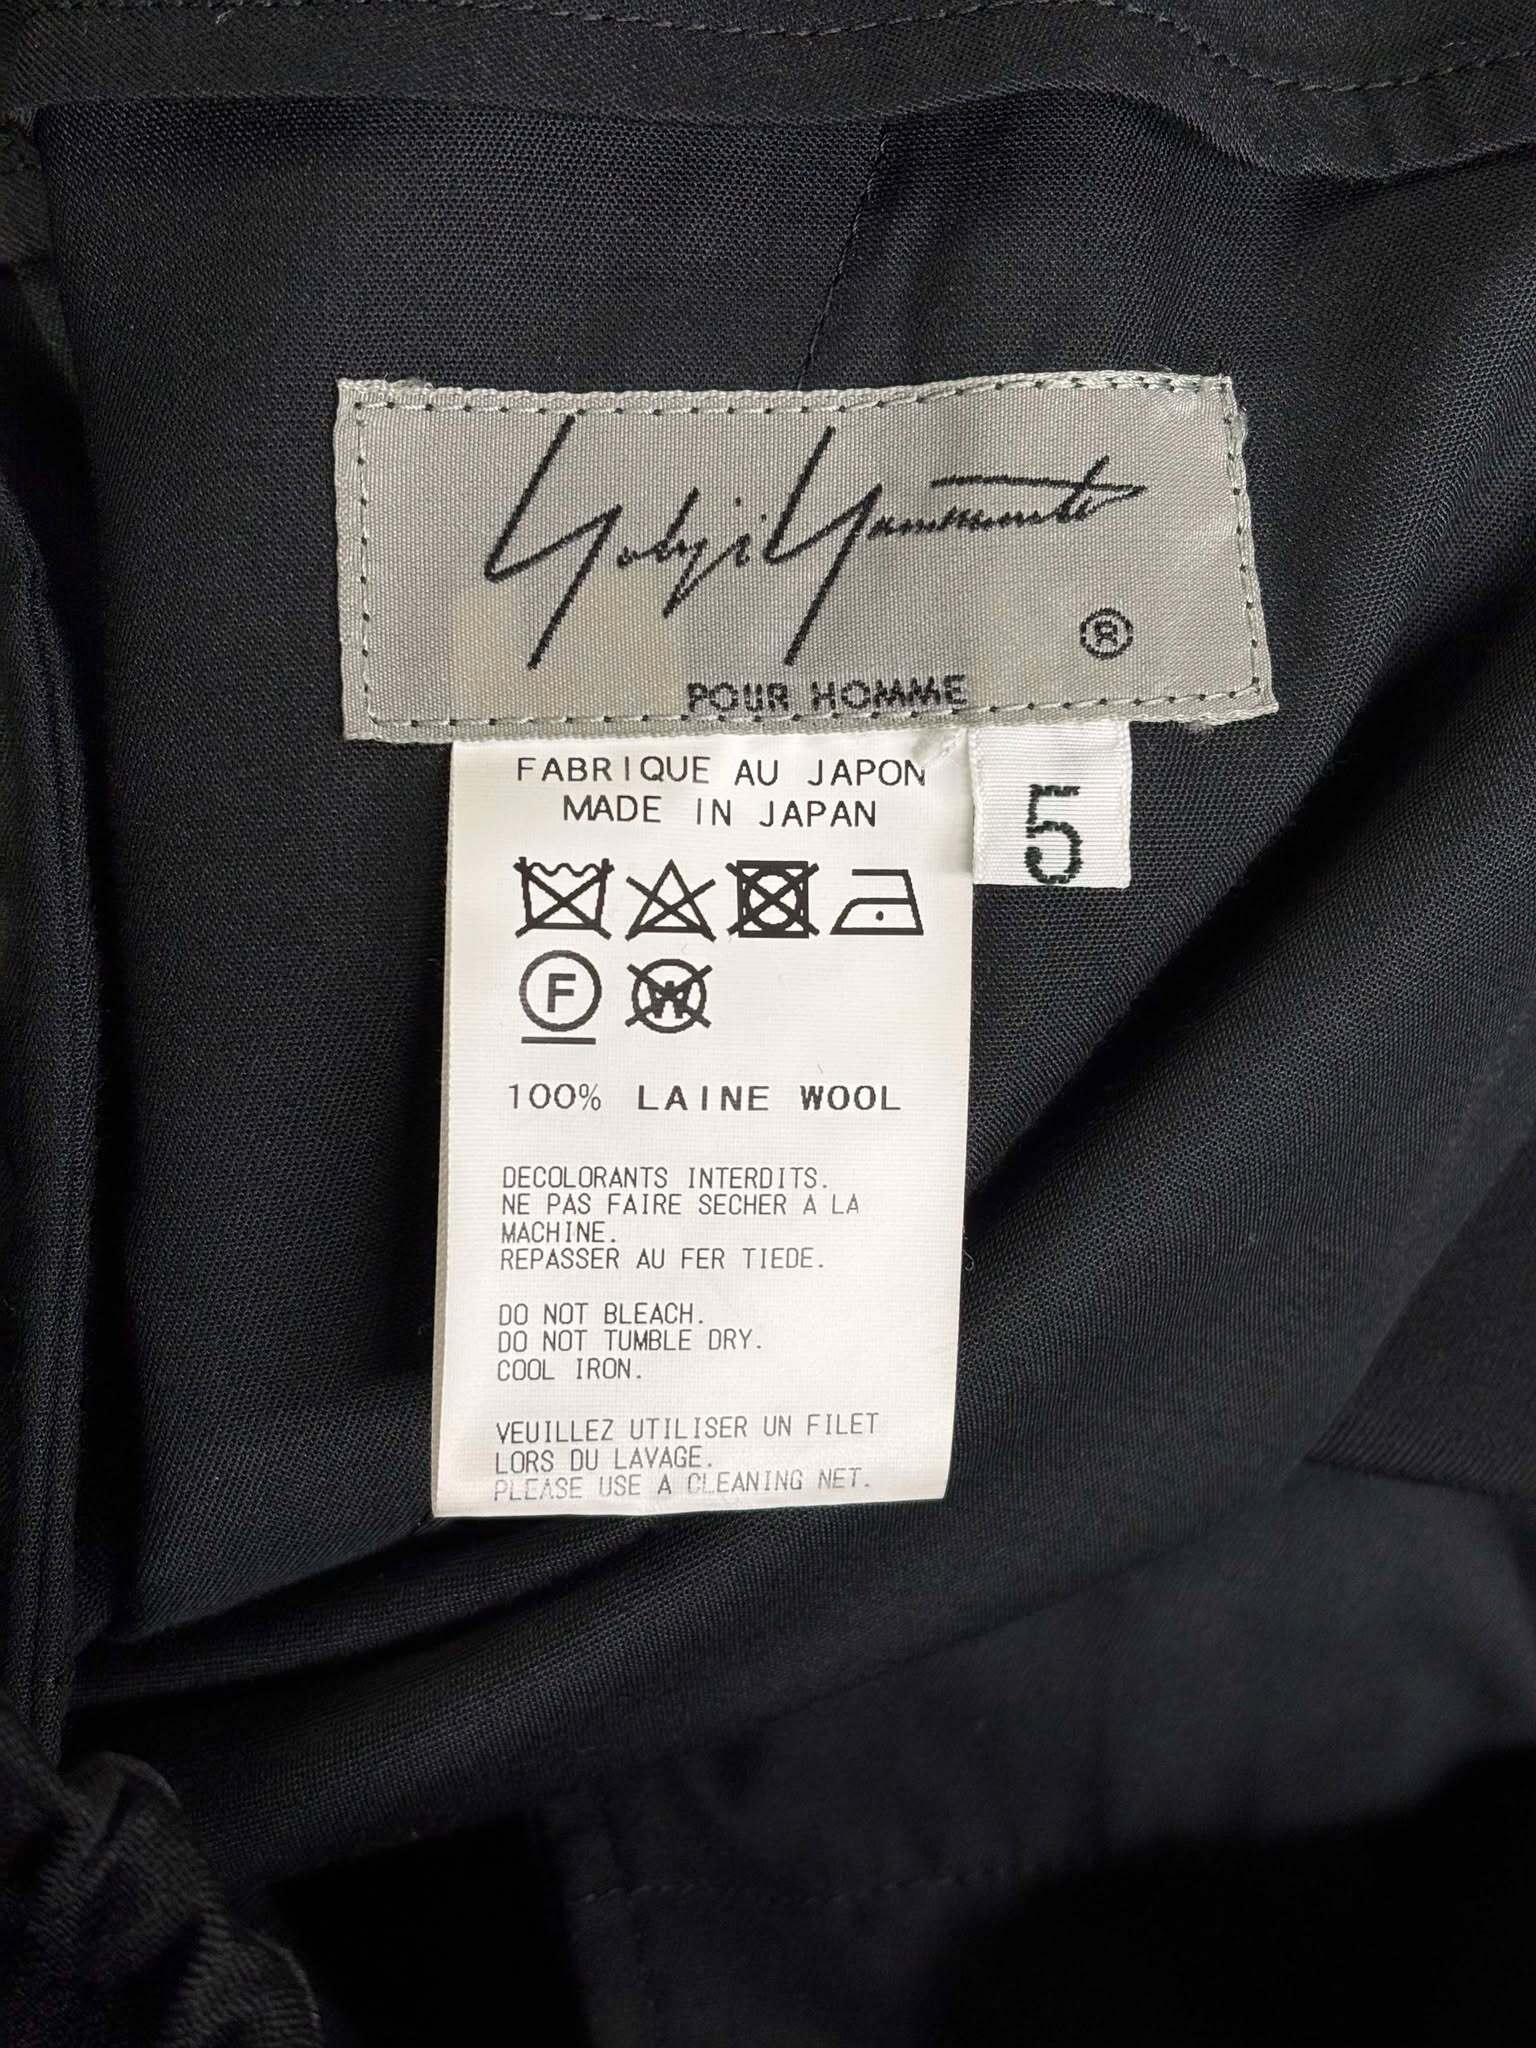 Yohji Yamamoto
®
POUR HOMME
FABRIQUE AU JAPON
MADE IN JAPAN
5
F W
100% LAINE WOOL
DECOLORANTS INTERDITS.
NE PAS FAIRE SECHER A LA
MACHINE.
REPASSER AU FER TIEDE.
DO NOT BLEACH.
DO NOT TUMBLE DRY.
COOL IRON.
VEUILLEZ UTILISER UN FILET
LORS DU LAVAGE.
PLEASE USE A CLEANING NET.